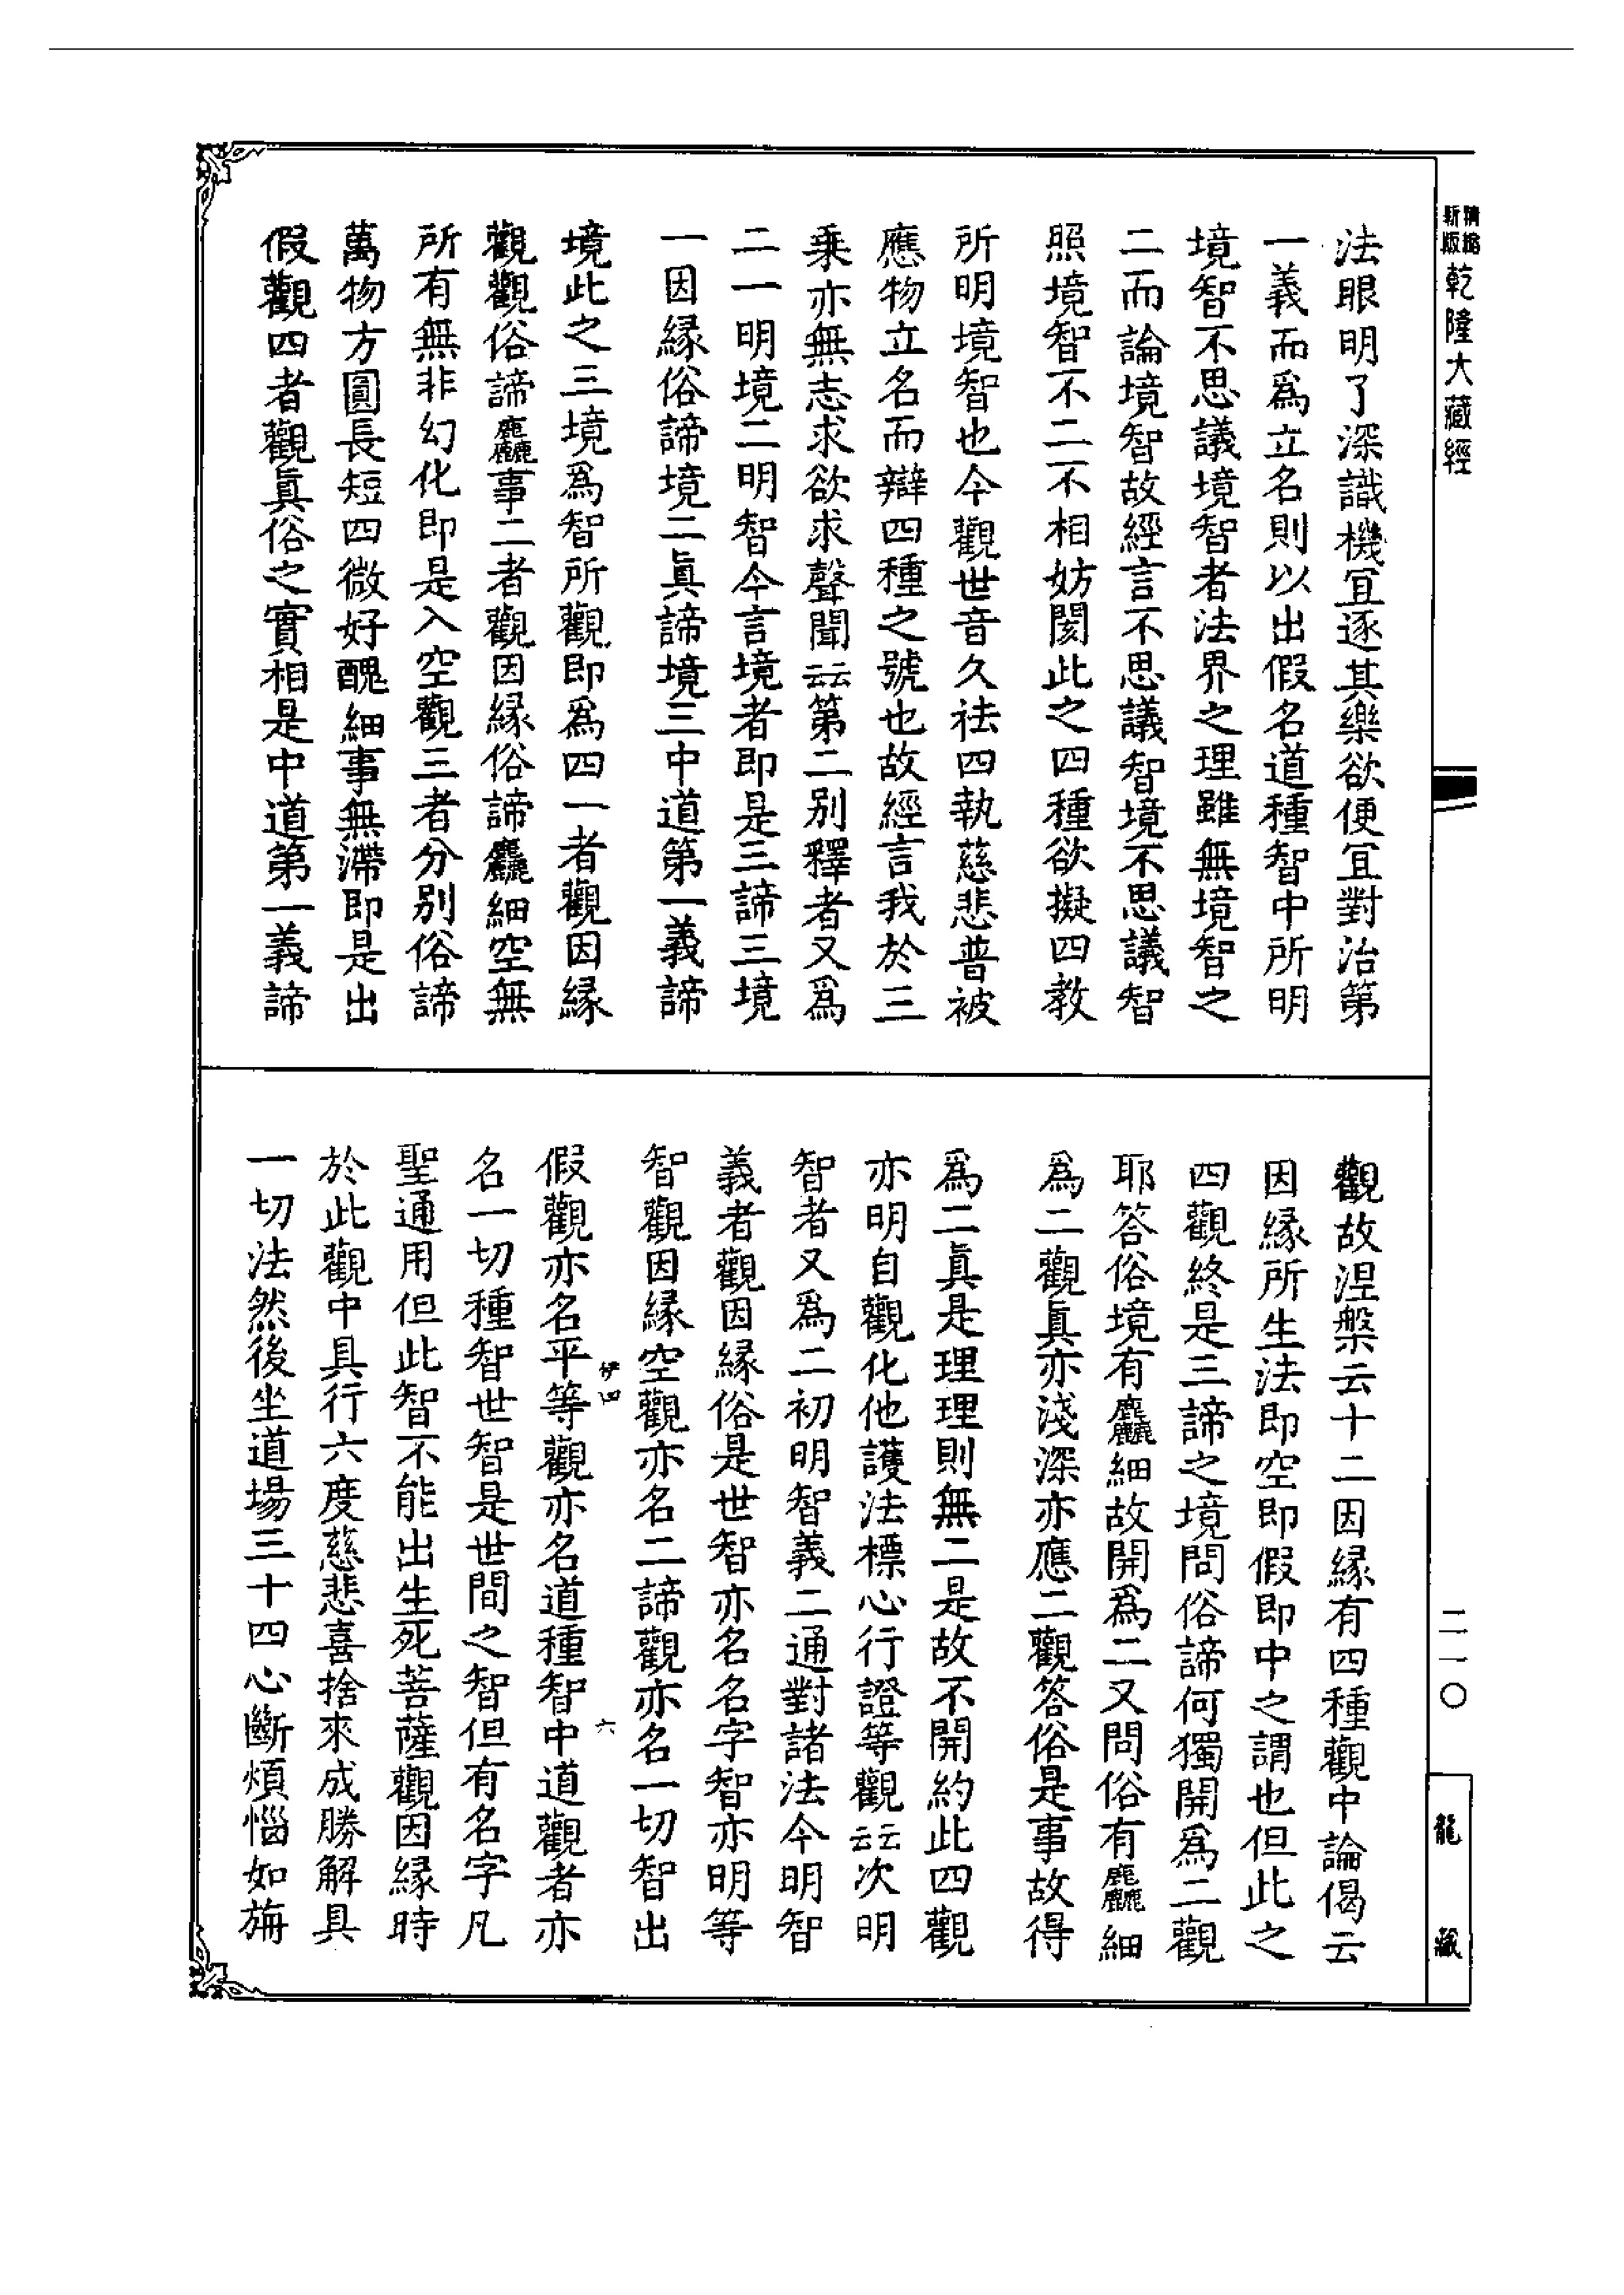 精縮
新版
乾隆大藏經
法眼明了深識機宜逐其樂欲便宜對治第
一義而爲立名則以出假名道種智中所明
境智不思議境智者法界之理雖無境智之
二而論境智故經言不思議智境不思議智
照境智不二不相妨閡此之四種欲擬四教
所明境智也今觀世音久袪四執慈悲普被
應物立名而辯四種之號也故經言我於三
乗亦無志求欲求聲聞云云第二別釋者又爲
二一明境二明智今言境者即是三諦三境
一因縁俗諦境二眞諦境三中道第一義諦
境此之三境爲智所觀即爲四一者觀因縁
觀觀俗諦麤事二者觀因縁俗諦麤細空無
所有無非幻化即是入空觀三者分別俗諦
萬物方圓長短四微好醜細事無滯即是出
假觀四者觀眞俗之實相是中道第一義諦
觀故涅槃云十二因縁有四種觀中論偈云
因縁所生法即空即假即中之謂也但此之
四觀終是三諦之境問俗諦何獨開爲二觀
耶答俗境有麤細故開爲二又問俗有麤細
爲二觀眞亦淺深亦應二觀答俗是事故得
爲二眞是理理則無二是故不開約此四觀
亦明自觀化他護法標心行證等觀云云次明
智者又爲二初明智義二通對諸法今明智
義者觀因縁俗是世智亦名名字智亦明等
智觀因縁空觀亦名二諦觀亦名一切智出
假觀亦名平等觀亦名道種智中道觀者亦
名一切種智世智是世間之智但有名字凡
聖通用但此智不能出生死菩薩觀因縁時
於此觀中具行六度慈悲喜捨來成勝解具
一切法然後坐道場三十四心斷煩惱如旃
四
六
二一〇
龍藏